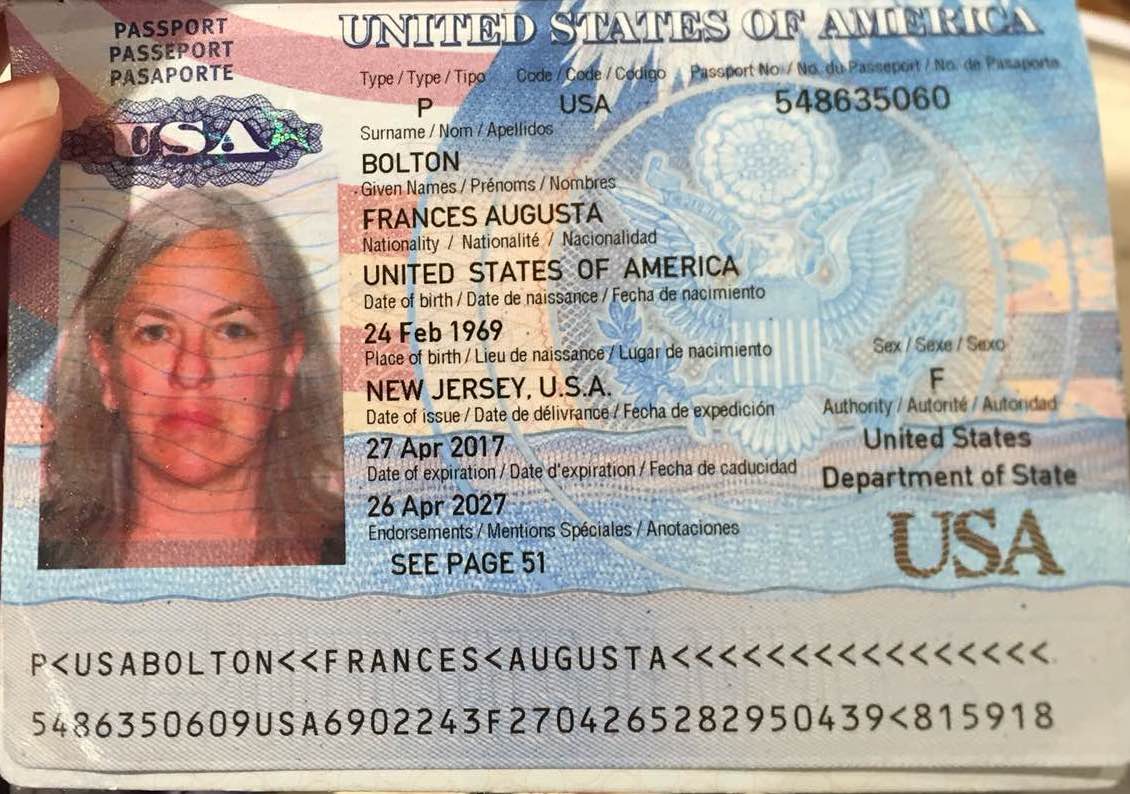 PASSPORT
PASSEPORT
PASAPORTE
USA
UNITED STATES OF AMERICA
Type / Type / Tipo Code / Code / Codigo Passport No / No. du Passeport / No. de Pasaporte
P USA 548635060
Surname / Nom / Apellidos
BOLTON
Given Names / Prénoms / Nombres
FRANCES AUGUSTA
Nationality / Nationalité / Nacionalidad
UNITED STATES OF AMERICA
Date of birth / Date de naissance / Fecha de nacimiento
24 Feb 1969
Place of birth / Lieu de naissance / Lugar de nacimiento
NEW JERSEY, U.S.A.
Sex / Sexe / Sexo
F
Date of issue / Date de délivrance / Fecha de expedición
27 Apr 2017
Authority / Autorité / Autoridad
United States
Department of State
Date of expiration / Date d'expiration / Fecha de caducidad
26 Apr 2027
Endorsements / Mentions Spéciales / Anotaciones
SEE PAGE 51
USA
P<USABOLTON<<FRANCES<AUGUSTA<<<<<<<<<<<<<<<<
5486350609USA6902243F2704265282950439<815918